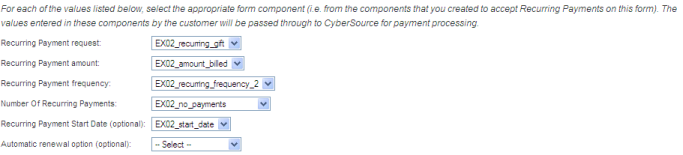 For each of the values listed below, select the appropriate form component (i.e. from the components that you created to accept Recurring Payments on this form). The
values entered in these components by the customer will be passed through to CyberSource for payment processing.
Recurring Payment request: EX02_recurring_gift
Recurring Payment amount: EX02_amount_billed
Recurring Payment frequency: EX02_recurring_frequency_2
Number Of Recurring Payments: EX02_no_payments
Recurring Payment Start Date (optional): EX02_start_date
Automatic renewal option (optional): -- Select --